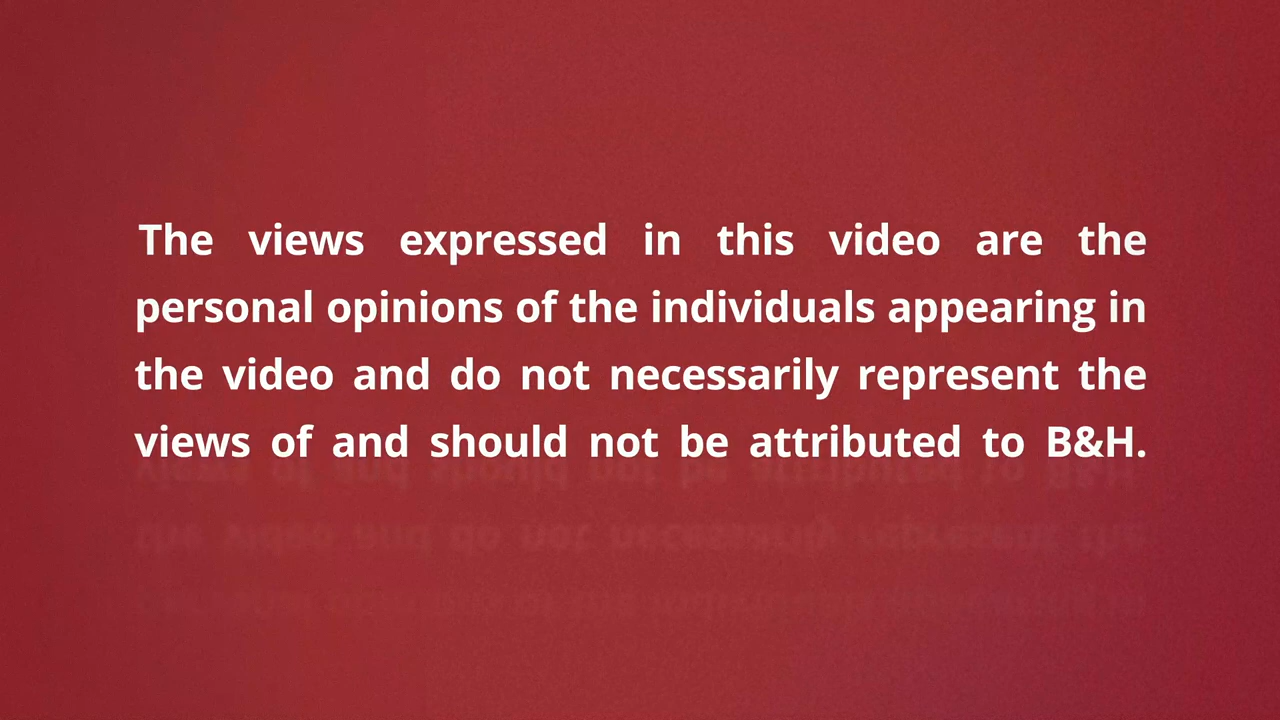 The views expressed in this video are the
personal opinions of the individuals appearing in
the video and do not necessarily represent the
views of and should not be attributed to B&H.